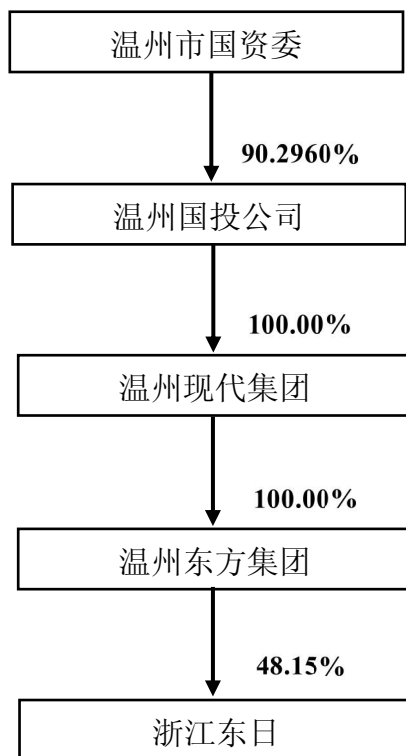 温州市国资委
90.2960%
温州国投公司
100.00%
温州现代集团
100.00%
温州东方集团
48.15%
浙江东日